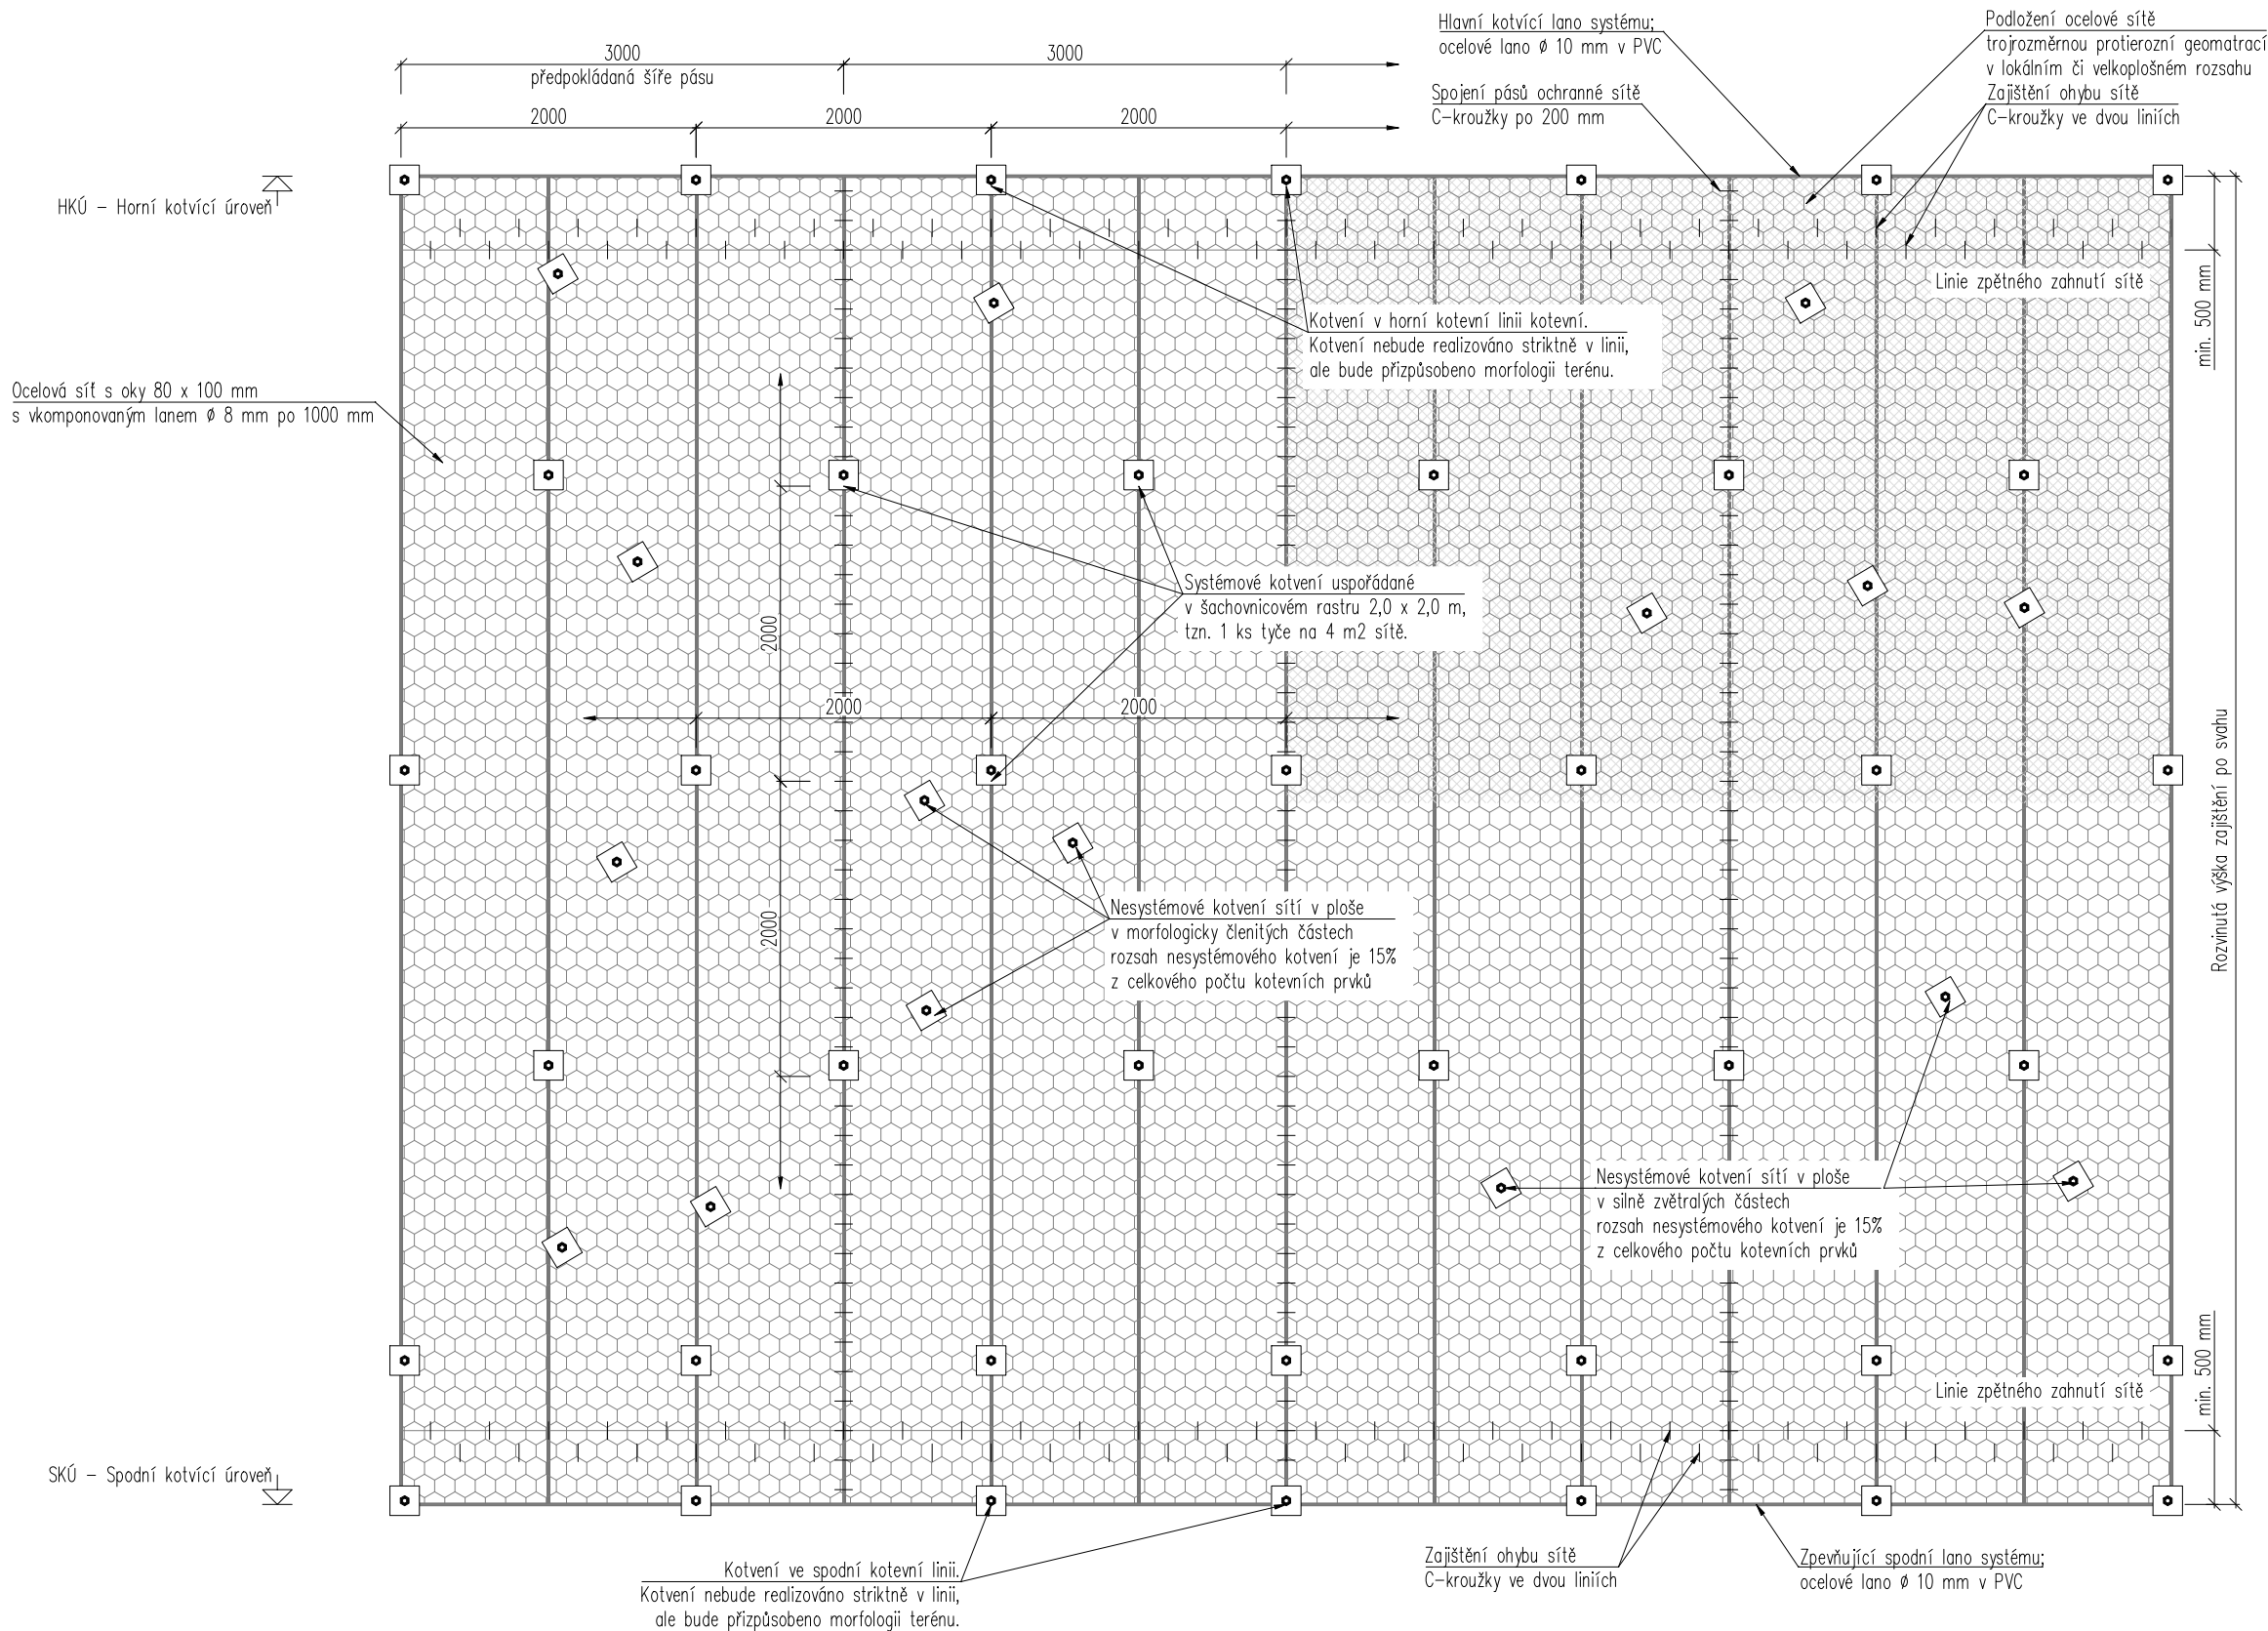 3000
3000
předpokládaná šíře pásu
2000
2000
2000
Hlavní kotvící lano systému;
ocelové lano ø 10 mm v PVC
Spojení pásů ochranné sítě
C-kroužky po 200 mm
Podložení ocelové sítě
trojrozměrnou protierozní geomatrací
v lokálním či velkoplošném rozsahu
Zajištění ohybu sítě
C-kroužky ve dvou liniích
HKÚ - Horní kotvící úroveň
Linie zpětného zahnutí sítě
min. 500 mm
Kotvení v horní kotevní linii kotevní.
Kotvení nebude realizováno striktně v linii,
ale bude přizpůsobeno morfologii terénu.
Ocelová síť s oky 80 x 100 mm
s vkomponovaným lanem ø 8 mm po 1000 mm
Systémové kotvení uspořádané
v šachovnicovém rastru 2,0 x 2,0 m,
tzn. 1 ks tyče na 4 m2 sítě.
2000
2000
2000
Rozvinutá výška zajištění po svahu
2000
Nesystémové kotvení sítí v ploše
v morfologicky členitých částech
rozsah nesystémového kotvení je 15%
z celkového počtu kotevních prvků
Nesystémové kotvení sítí v ploše
v silně zvětralých částech
rozsah nesystémového kotvení je 15%
z celkového počtu kotevních prvků
Linie zpětného zahnutí sítě
min. 500 mm
SKÚ - Spodní kotvící úroveň
Kotvení ve spodní kotevní linii.
Kotvení nebude realizováno striktně v linii,
ale bude přizpůsobeno morfologii terénu.
Zajištění ohybu sítě
C-kroužky ve dvou liniích
Zpevňující spodní lano systému;
ocelové lano ø 10 mm v PVC